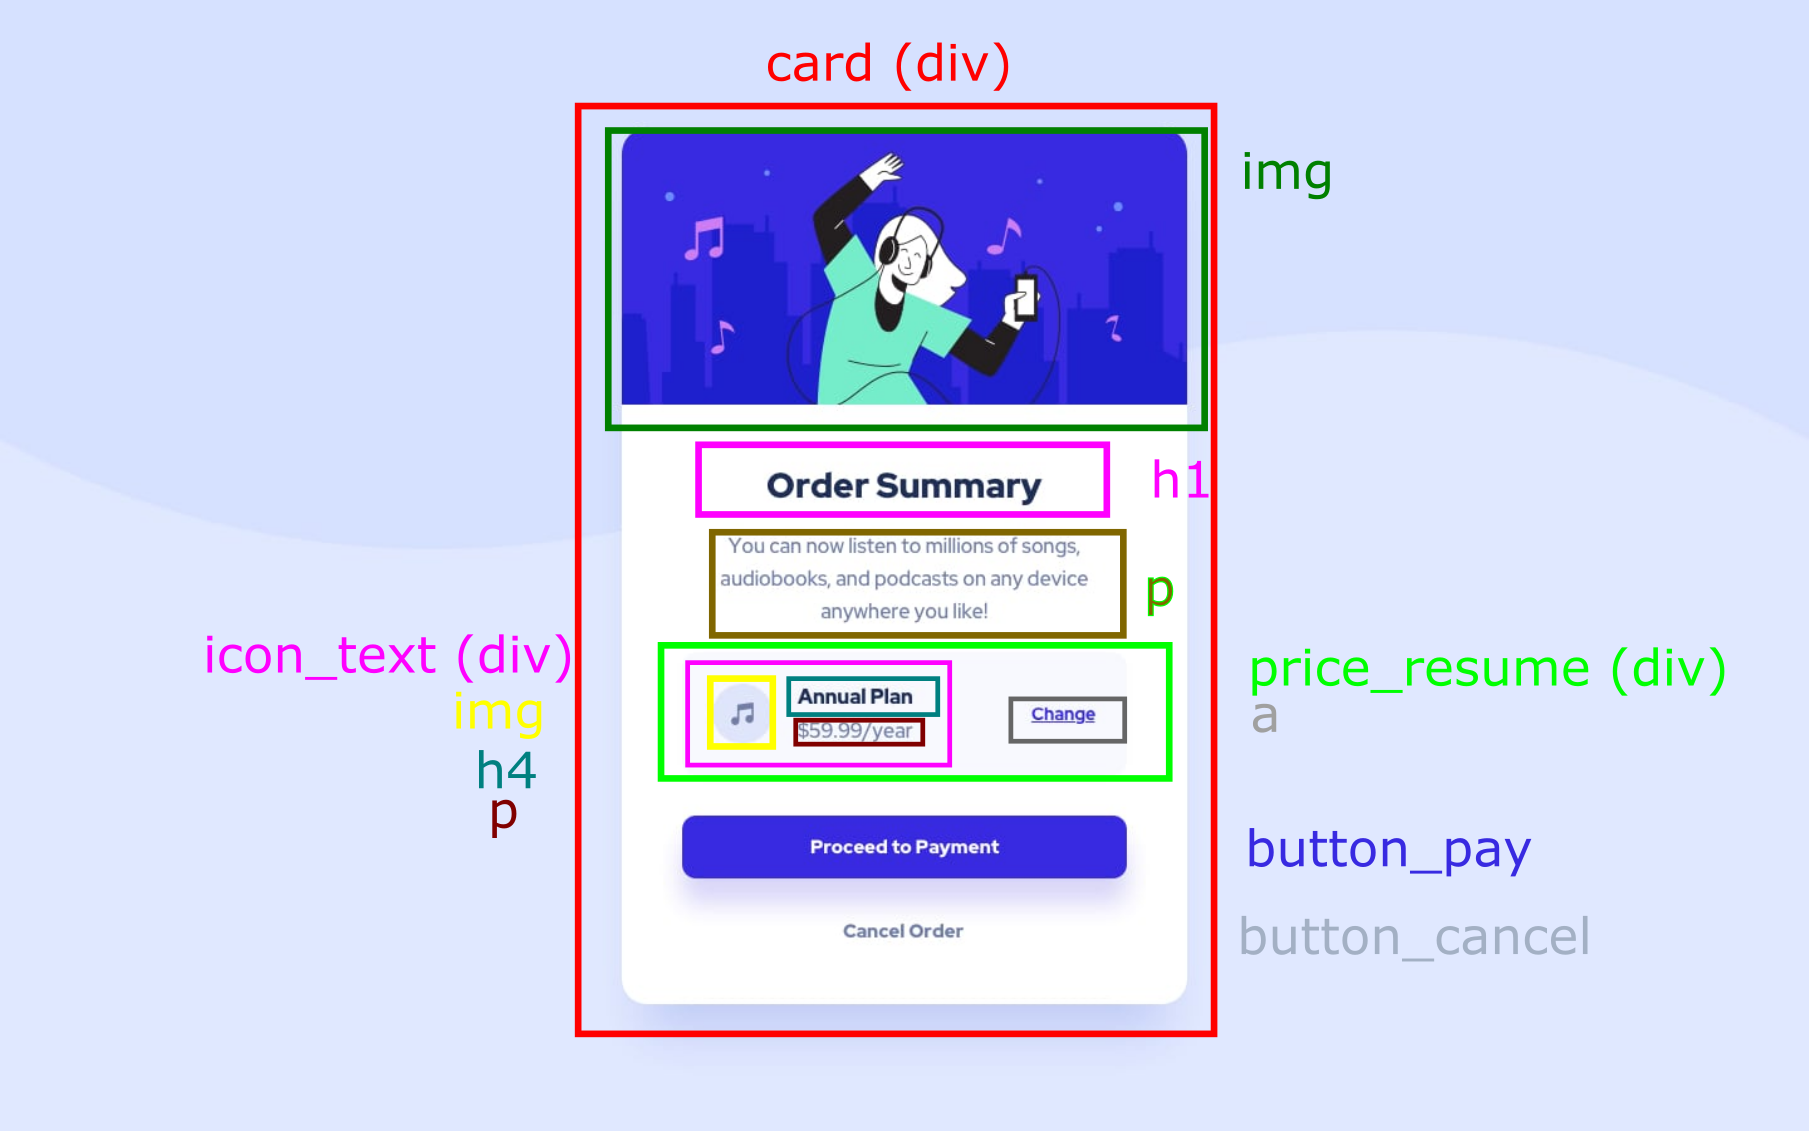 card (div)
img
Order Summary
h1
You can now listen to millions of songs,
audiobooks, and podcasts on any device
anywhere you like!
p
icon_text (div)
img
h4
p
Annual Plan
$59.99/year
Change
price_resume (div)
a
Proceed to Payment
button_pay
Cancel Order
button_cancel